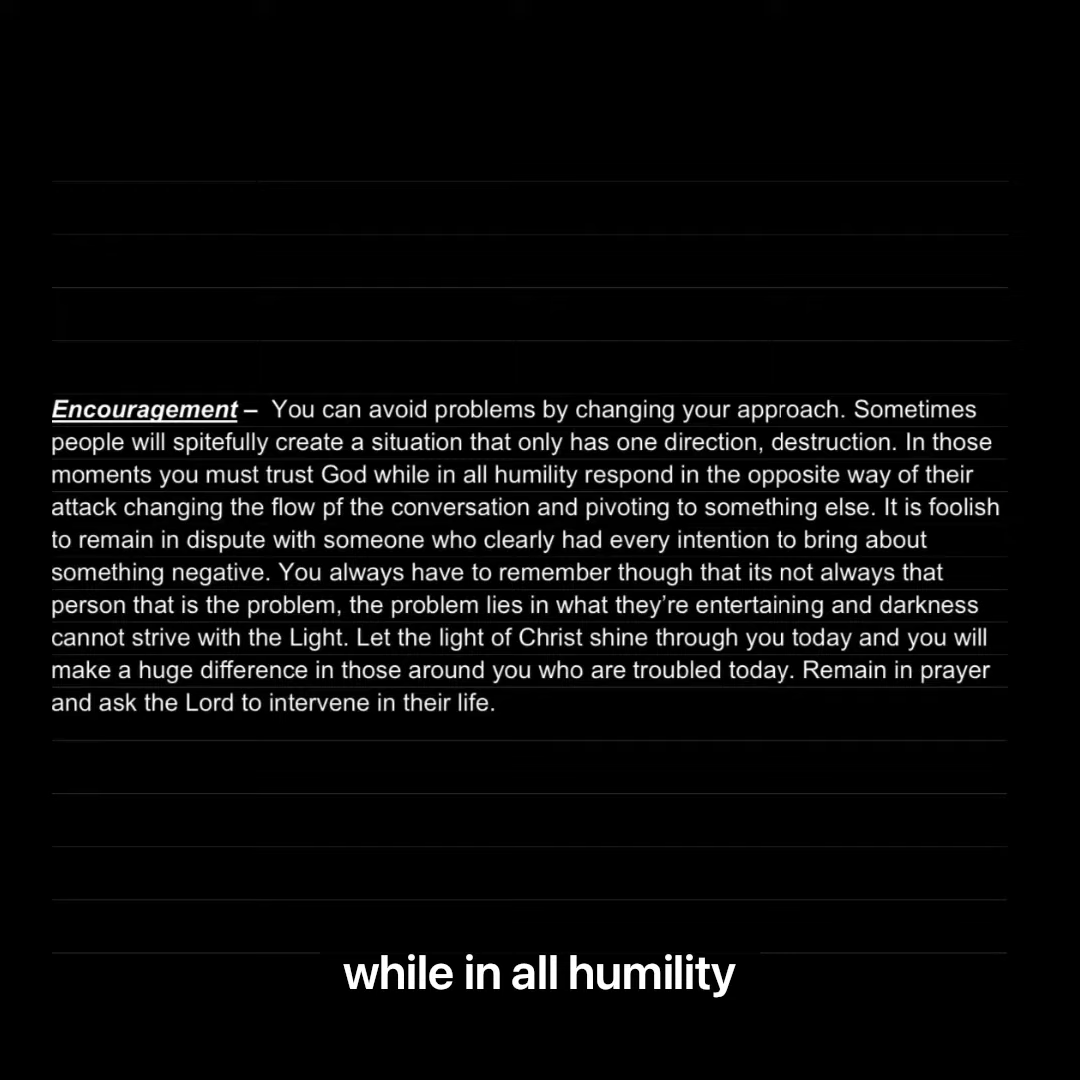 Encouragement –  You can avoid problems by changing your approach. Sometimes
people will spitefully create a situation that only has one direction, destruction. In those
moments you must trust God while in all humility respond in the opposite way of their
attack changing the flow pf the conversation and pivoting to something else. It is foolish
to remain in dispute with someone who clearly had every intention to bring about
something negative. You always have to remember though that its not always that
person that is the problem, the problem lies in what they’re entertaining and darkness
cannot strive with the Light. Let the light of Christ shine through you today and you will
make a huge difference in those around you who are troubled today. Remain in prayer
and ask the Lord to intervene in their life.
while in all humility